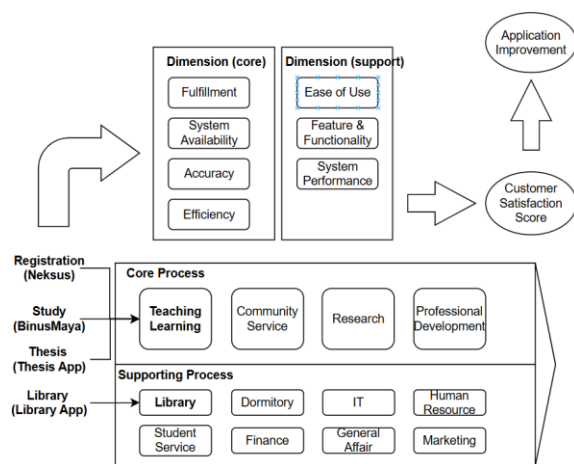 Application
Improvement
Dimension (core)
Dimension (support)
Fulfillment
Ease of Use
System
Availability
Feature &
Functionality
Accuracy
System
Performance
Efficiency
Customer
Satisfaction
Score
Registration
(Neksus)
Core Process
Study
(BinusMaya)
Teaching
Learning
Community
Service
Research
Professional
Development
Thesis
(Thesis App)
Supporting Process
Library
(Library App)
Library
Dormitory
IT
Human
Resource
Student
Service
Finance
General
Affair
Marketing